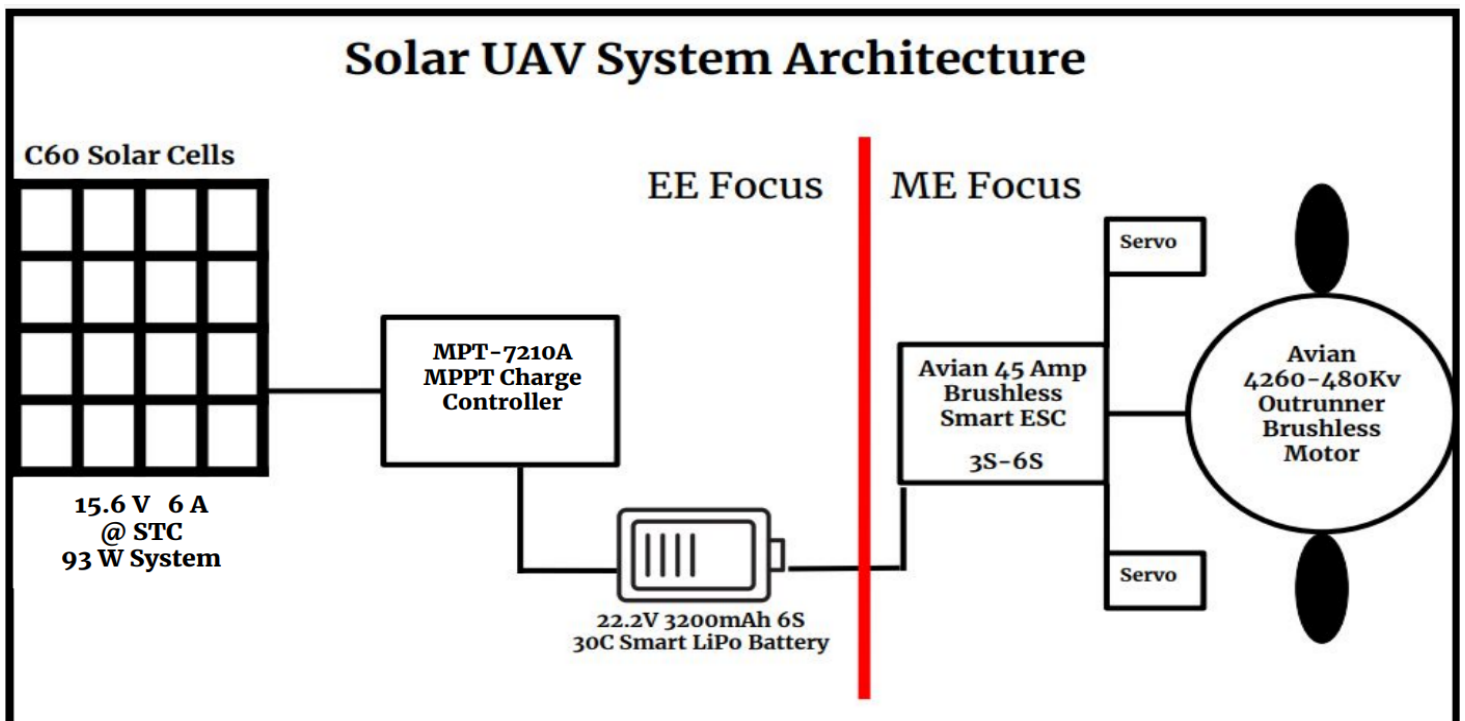 Solar UAV System Architecture
C60 Solar Cells
15.6 V 6 A
@ STC
93 W System
MPT-7210A
MPPT Charge
Controller
22.2V 3200mAh 6S
30C Smart LiPo Battery
EE Focus
ME Focus
Avian 45 Amp
Brushless
Smart ESC
3S-6S
Servo
Servo
Avian
4260-480Kv
Outrunner
Brushless
Motor